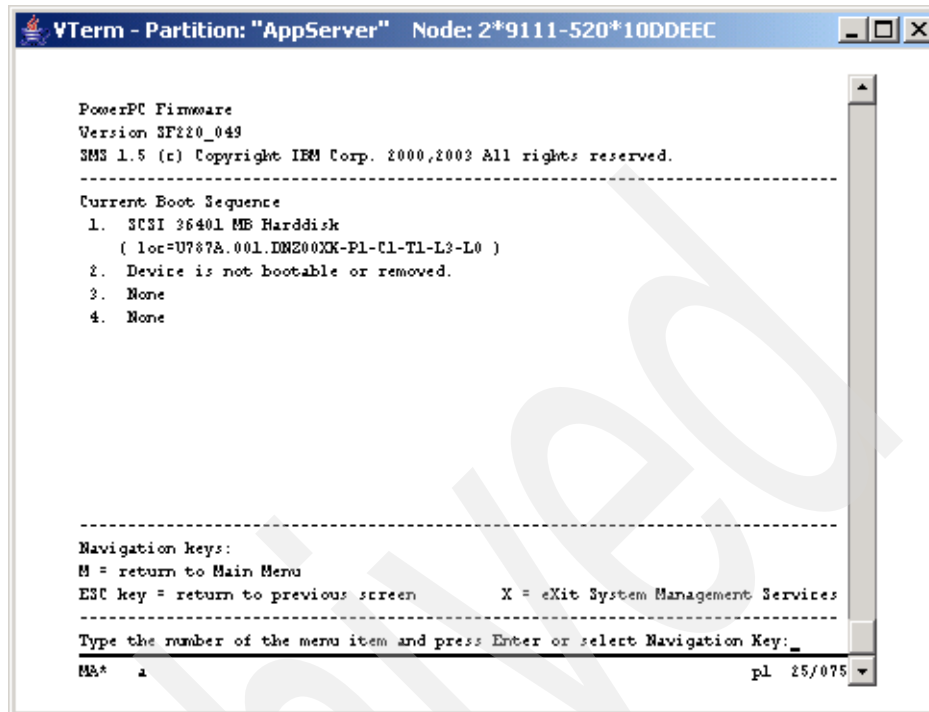 VTerm - Partition: "AppServer" Node: 2*9111-520*10DDEEC
PowerPC Firmware
Version SF220_049
SMS 1.5 (c) Copyright IBM Corp. 2000,2003 All rights reserved.
--------------------------------------------------------------------------------
Current Boot Sequence
1. SCSI 36401 MB Harddisk
( loc=U787A.001.DNZ00XK-P1-C1-T1-L3-L0 )
2. Device is not bootable or removed.
3. None
4. None
--------------------------------------------------------------------------------
Navigation keys:
M = return to Main Menu
ESC key = return to previous screen X = eXit System Management Services
--------------------------------------------------------------------------------
Type the number of the menu item and press Enter or select Navigation Key:_
MA* a p1 25/075
hived